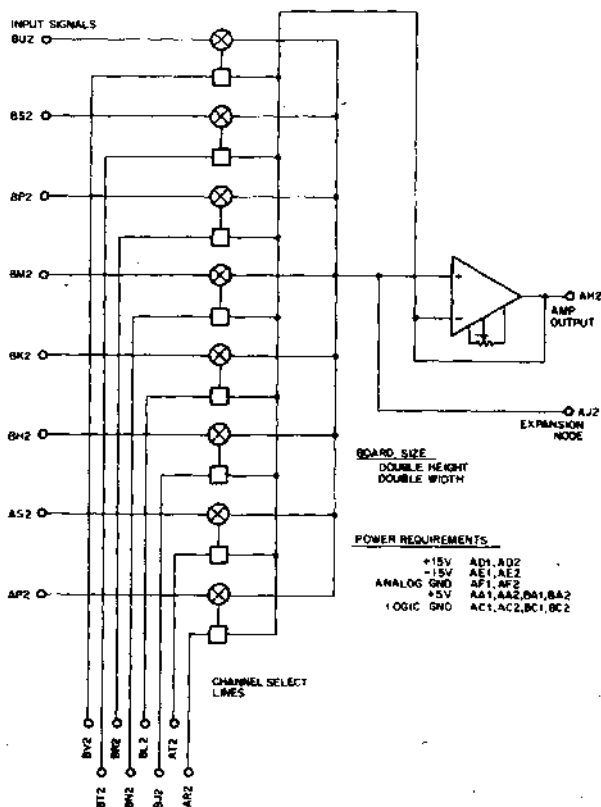 INPUT SIGNALS
BU2
BS2
BP2
BM2
BK2
BH2
AS2
AP2
+
−
AH2
AMP
OUTPUT
AJ2
EXPANSION
NODE
BOARD SIZE
DOUBLE HEIGHT
DOUBLE WIDTH
POWER REQUIREMENTS
+15V AD1, AD2
-15V AE1, AE2
ANALOG GND AF1, AF2
+5V AA1, AA2, BA1, BA2
LOGIC GND AC1, AC2, BC1, BC2
CHANNEL SELECT
LINES
BV2
BT2
BR2
BN2
BL2
BJ2
AT2
AR2